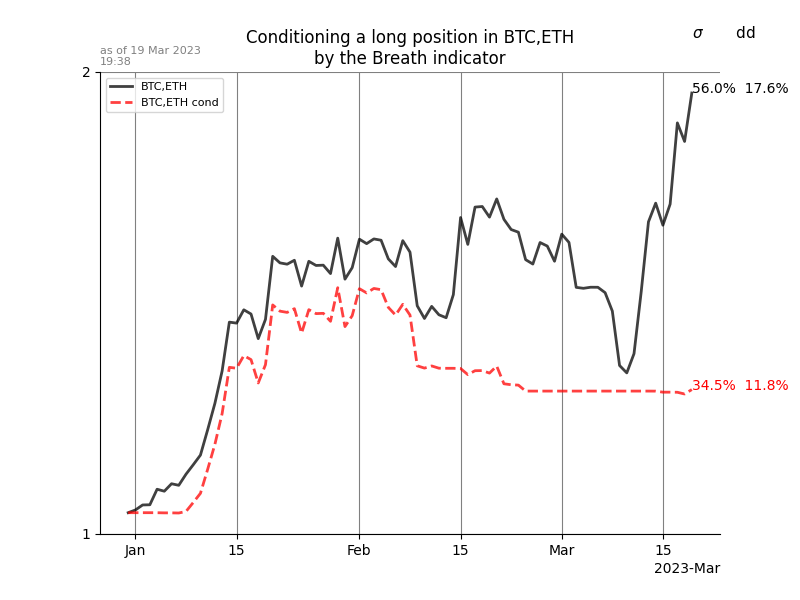 Conditioning a long position in BTC,ETH
by the Breath indicator
σ dd
as of 19 Mar 2023
19:38
2
BTC,ETH
BTC,ETH cond
56.0% 17.6%
34.5% 11.8%
1
Jan 15 Feb 15 Mar 15
2023-Mar